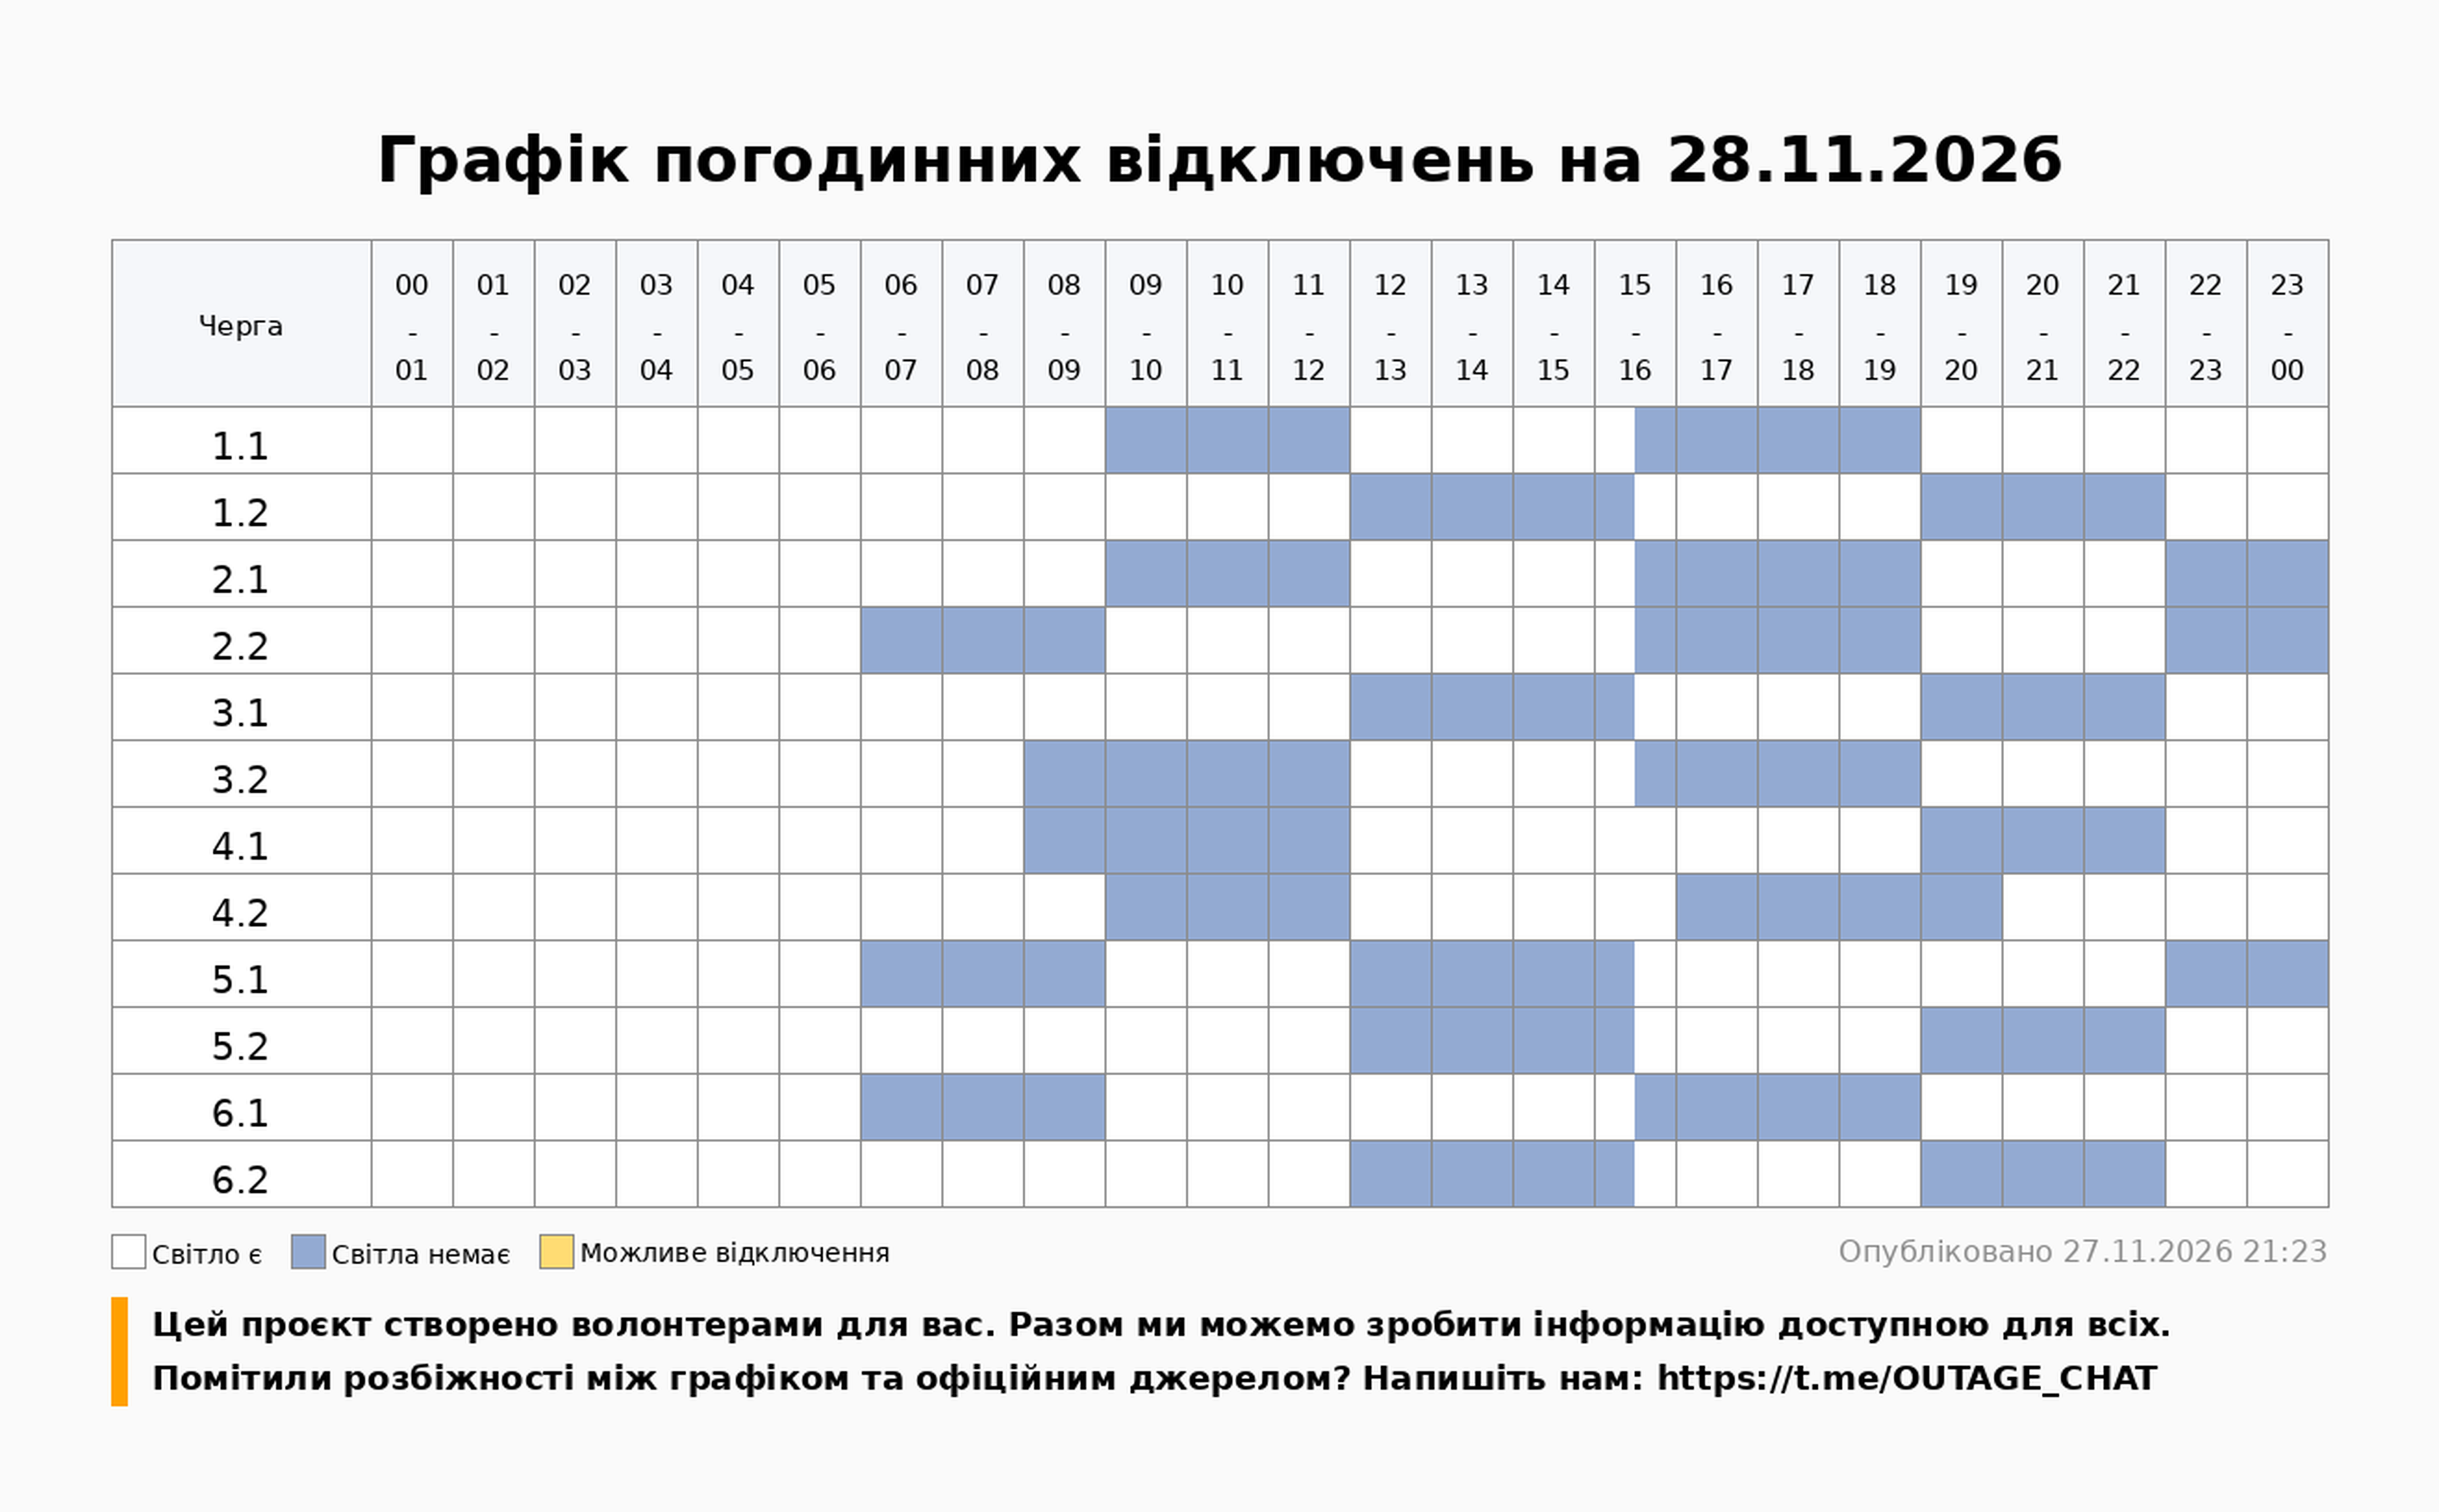 Графік погодинних відключень на 28.11.2026
Черга 00 - 01 01 - 02 02 - 03 03 - 04 04 - 05 05 - 06 06 - 07 07 - 08 08 - 09 09 - 10 10 - 11 11 - 12 12 - 13 13 - 14 14 - 15 15 - 16 16 - 17 17 - 18 18 - 19 19 - 20 20 - 21 21 - 22 22 - 23 23 - 00
1.1
1.2
2.1
2.2
3.1
3.2
4.1
4.2
5.1
5.2
6.1
6.2
Світло є Світла немає Можливе відключення Опубліковано 27.11.2026 21:23
Цей проєкт створено волонтерами для вас. Разом ми можемо зробити інформацію доступною для всіх.
Помітили розбіжності між графіком та офіційним джерелом? Напишіть нам: https://t.me/OUTAGE_CHAT